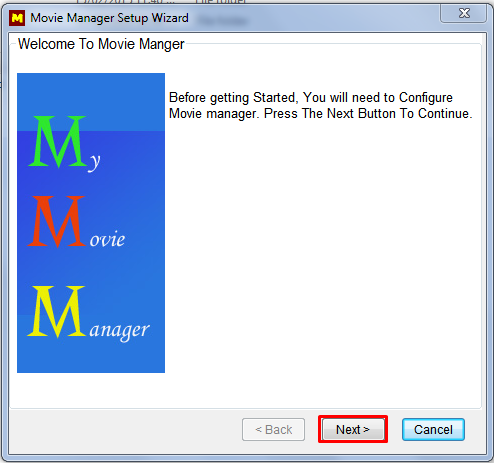 Movie Manager Setup Wizard
Welcome To Movie Manger
Before getting Started, You will need to Configure
Movie manager. Press The Next Button To Continue.
My
Movie
Manager
< Back
Next >
Cancel